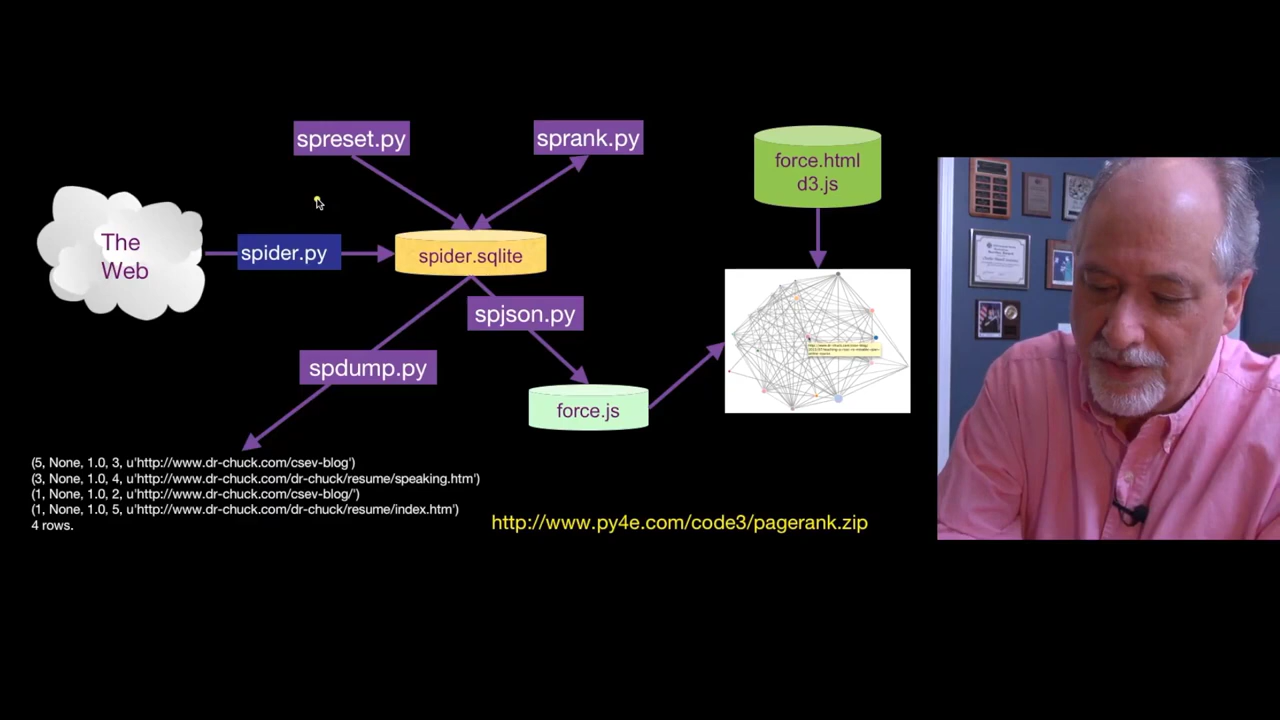 spreset.py
sprank.py
force.html
d3.js
The
Web
spider.py
spider.sqlite
spjson.py
spdump.py
force.js
(5, None, 1.0, 3, u'http://www.dr-chuck.com/csev-blog')
(3, None, 1.0, 4, u'http://www.dr-chuck.com/dr-chuck/resume/speaking.htm')
(1, None, 1.0, 2, u'http://www.dr-chuck.com/csev-blog/')
(1, None, 1.0, 5, u'http://www.dr-chuck.com/dr-chuck/resume/index.htm')
4 rows.
http://www.py4e.com/code3/pagerank.zip